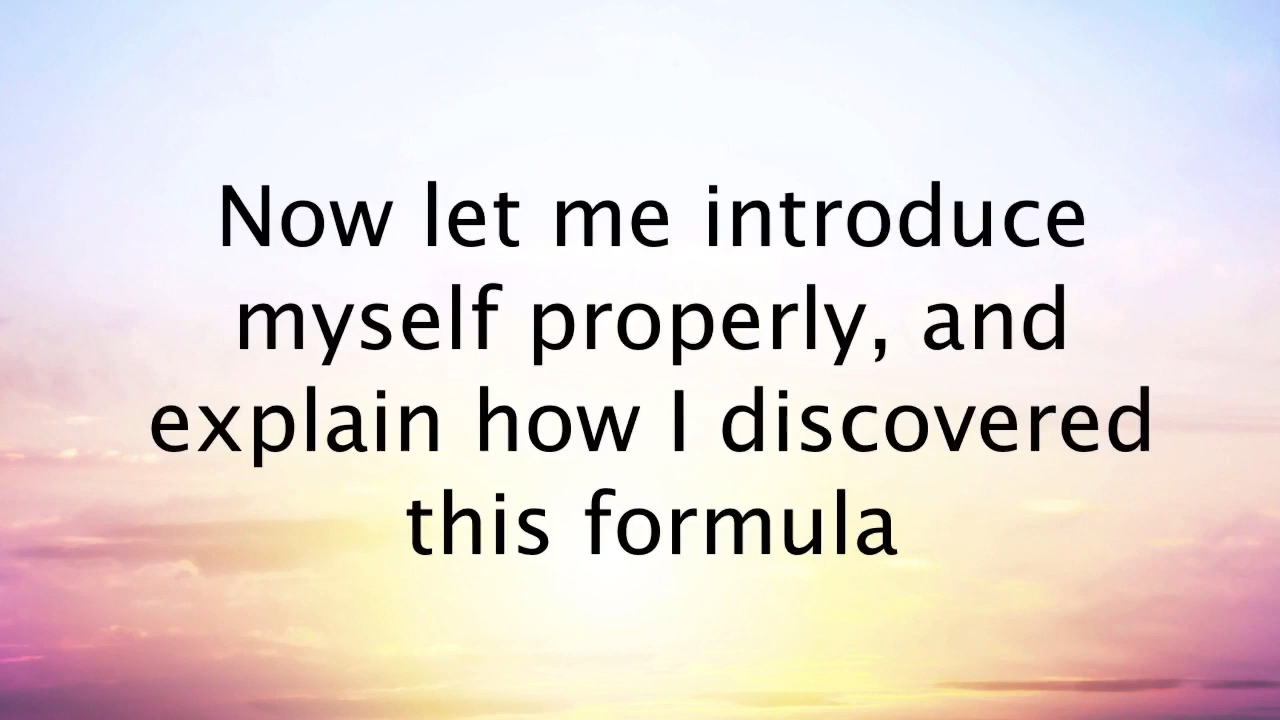 Now let me introduce
myself properly, and
explain how I discovered
this formula